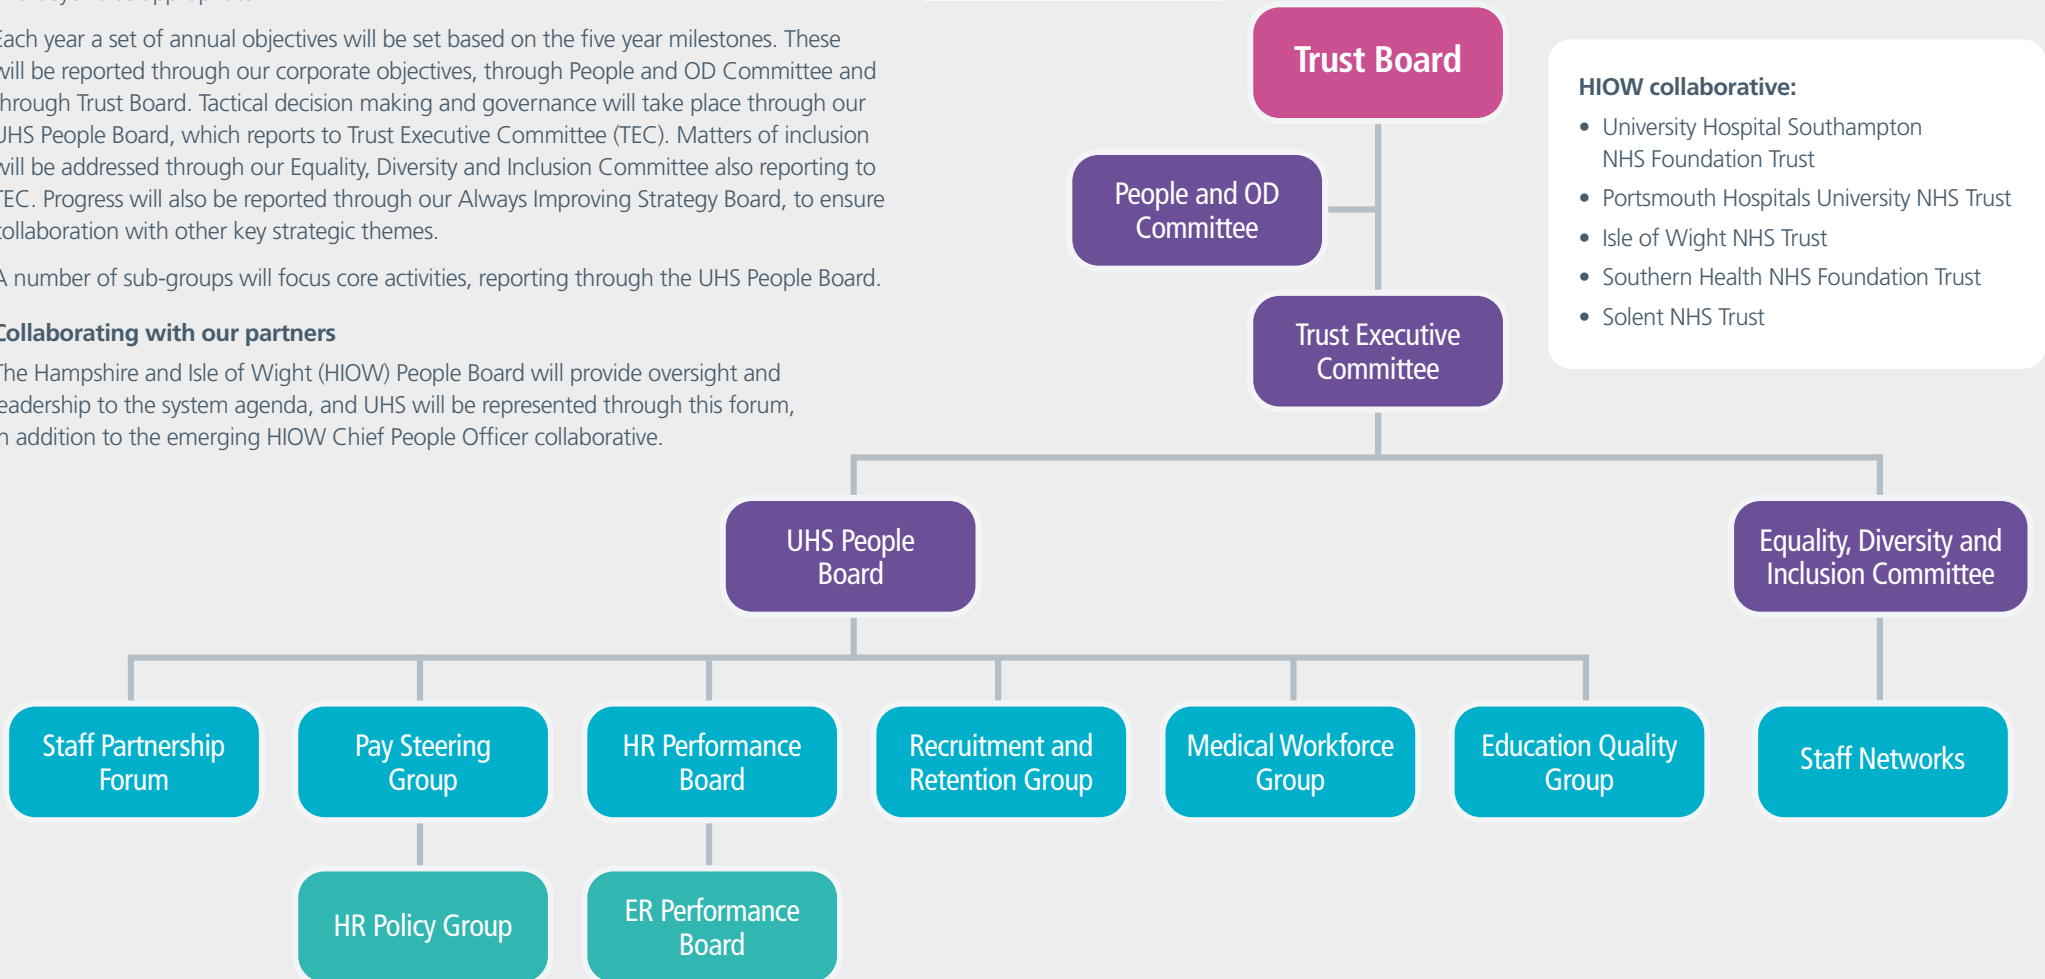 Each year a set of annual objectives will be set based on the five year milestones. These
will be reported through our corporate objectives, through People and OD Committee and
through Trust Board. Tactical decision making and governance will take place through our
UHS People Board, which reports to Trust Executive Committee (TEC). Matters of inclusion
will be addressed through our Equality, Diversity and Inclusion Committee also reporting to
TEC. Progress will also be reported through our Always Improving Strategy Board, to ensure
collaboration with other key strategic themes.
A number of sub-groups will focus core activities, reporting through the UHS People Board.
Collaborating with our partners
The Hampshire and Isle of Wight (HIOW) People Board will provide oversight and
leadership to the system agenda, and UHS will be represented through this forum,
in addition to the emerging HIOW Chief People Officer collaborative.
Trust Board
HIOW collaborative:
• University Hospital Southampton
NHS Foundation Trust
• Portsmouth Hospitals University NHS Trust
• Isle of Wight NHS Trust
• Southern Health NHS Foundation Trust
• Solent NHS Trust
People and OD
Committee
Trust Executive
Committee
UHS People
Board
Equality, Diversity and
Inclusion Committee
Staff Partnership
Forum
Pay Steering
Group
HR Performance
Board
Recruitment and
Retention Group
Medical Workforce
Group
Education Quality
Group
Staff Networks
HR Policy Group
ER Performance
Board